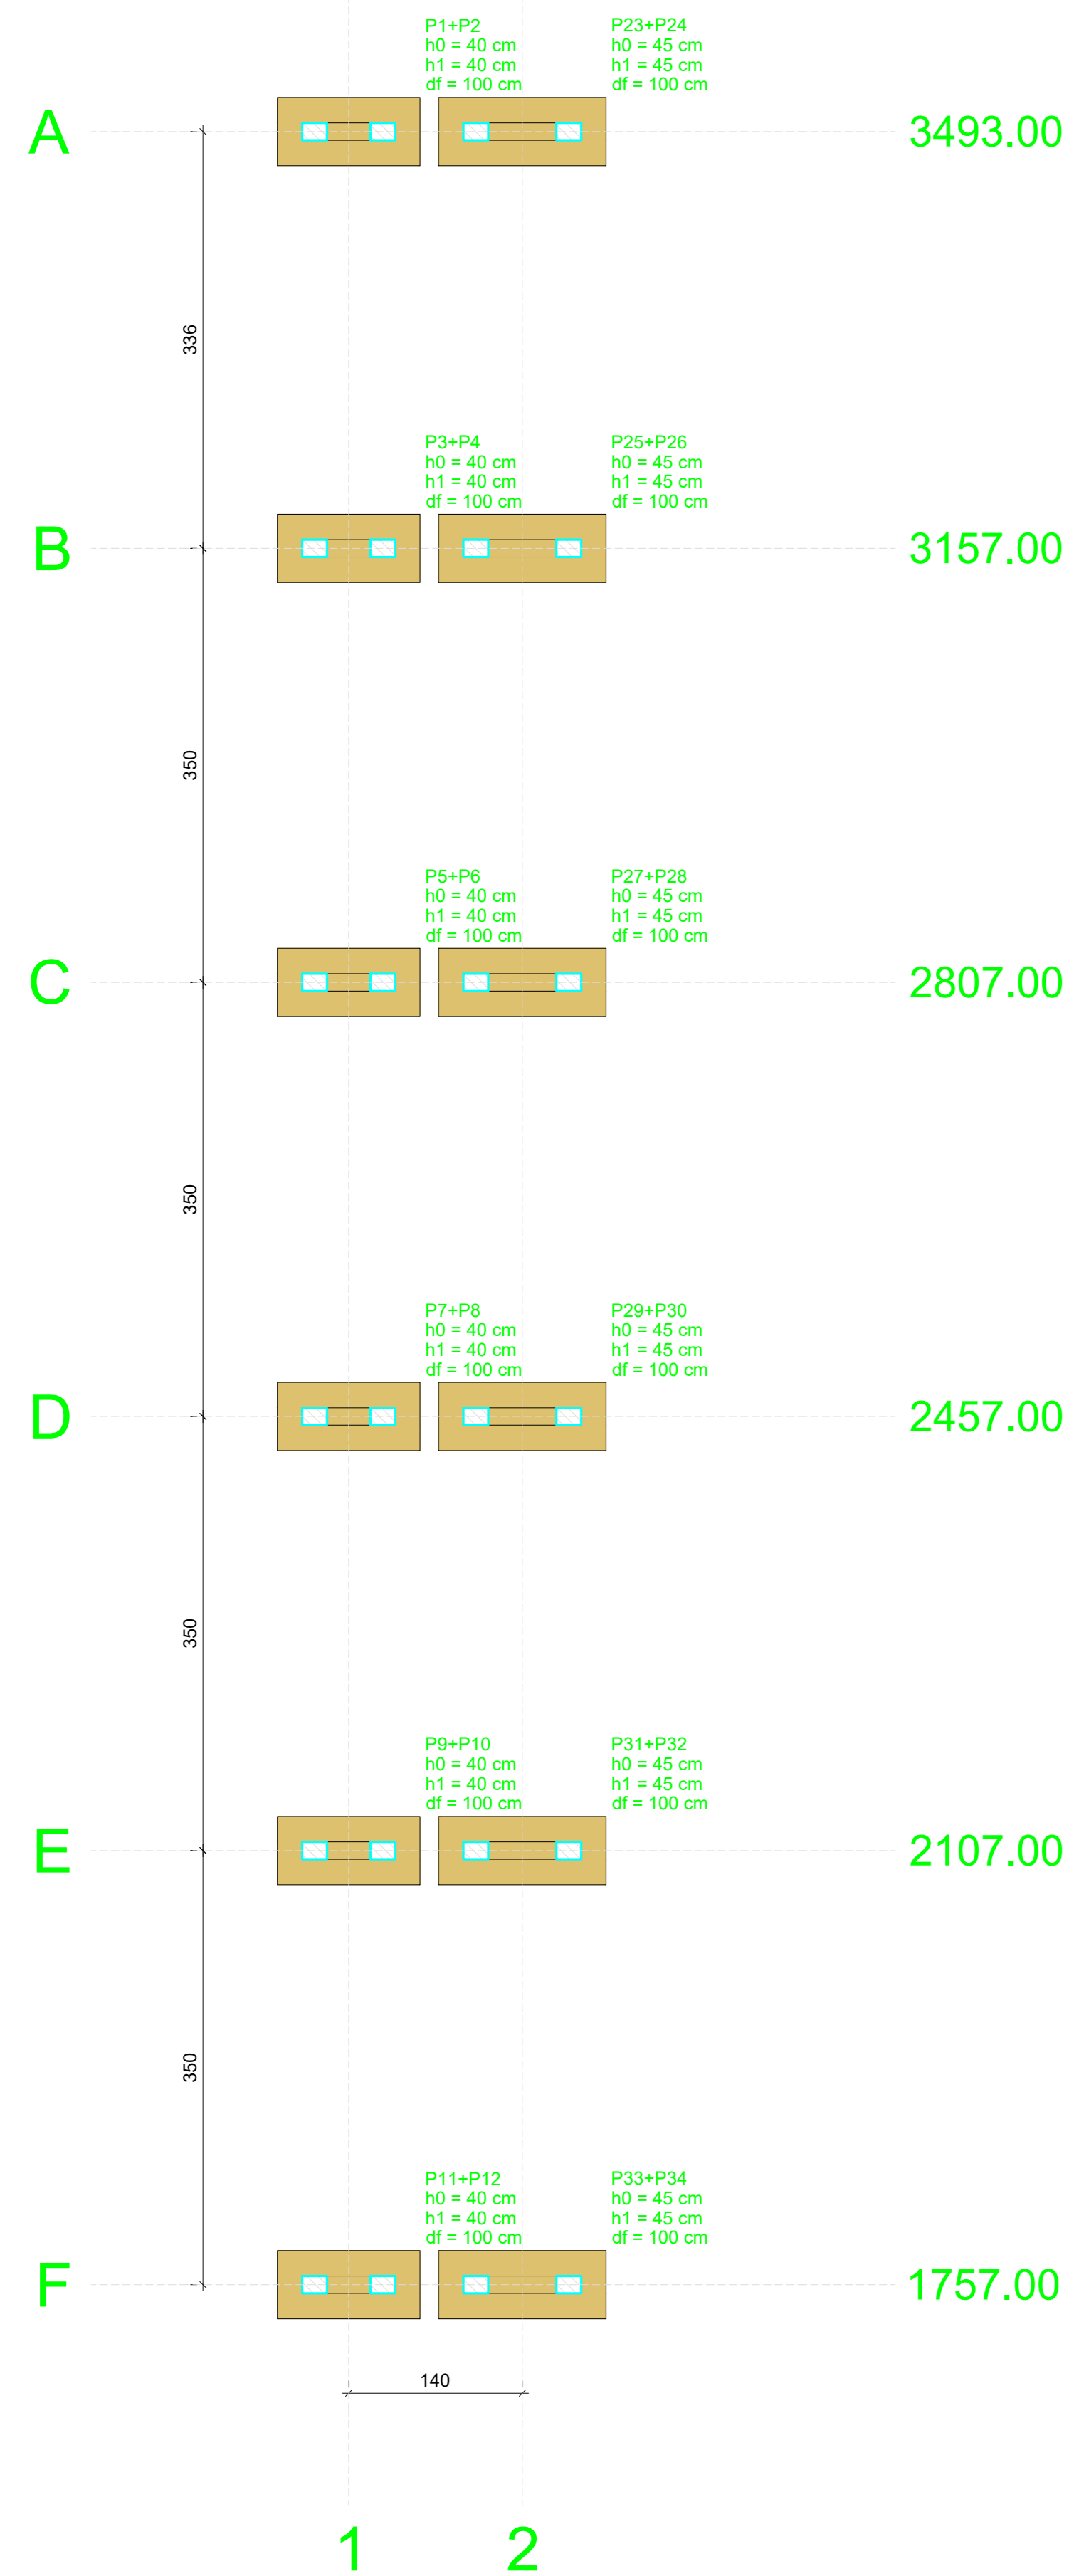 P1+P2
h0 = 40 cm
h1 = 40 cm
df = 100 cm
P23+P24
h0 = 45 cm
h1 = 45 cm
df = 100 cm
A
3493.00
336
P3+P4
h0 = 40 cm
h1 = 40 cm
df = 100 cm
P25+P26
h0 = 45 cm
h1 = 45 cm
df = 100 cm
B
3157.00
350
P5+P6
h0 = 40 cm
h1 = 40 cm
df = 100 cm
P27+P28
h0 = 45 cm
h1 = 45 cm
df = 100 cm
C
2807.00
350
P7+P8
h0 = 40 cm
h1 = 40 cm
df = 100 cm
P29+P30
h0 = 45 cm
h1 = 45 cm
df = 100 cm
D
2457.00
350
P9+P10
h0 = 40 cm
h1 = 40 cm
df = 100 cm
P31+P32
h0 = 45 cm
h1 = 45 cm
df = 100 cm
E
2107.00
350
P11+P12
h0 = 40 cm
h1 = 40 cm
df = 100 cm
P33+P34
h0 = 45 cm
h1 = 45 cm
df = 100 cm
F
1757.00
140
1
2